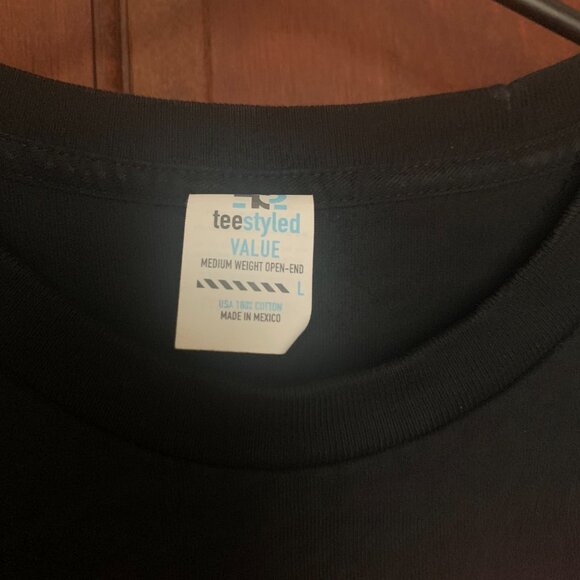 teestyled
VALUE
MEDIUM WEIGHT OPEN-END
L
USA 100% COTTON
MADE IN MEXICO